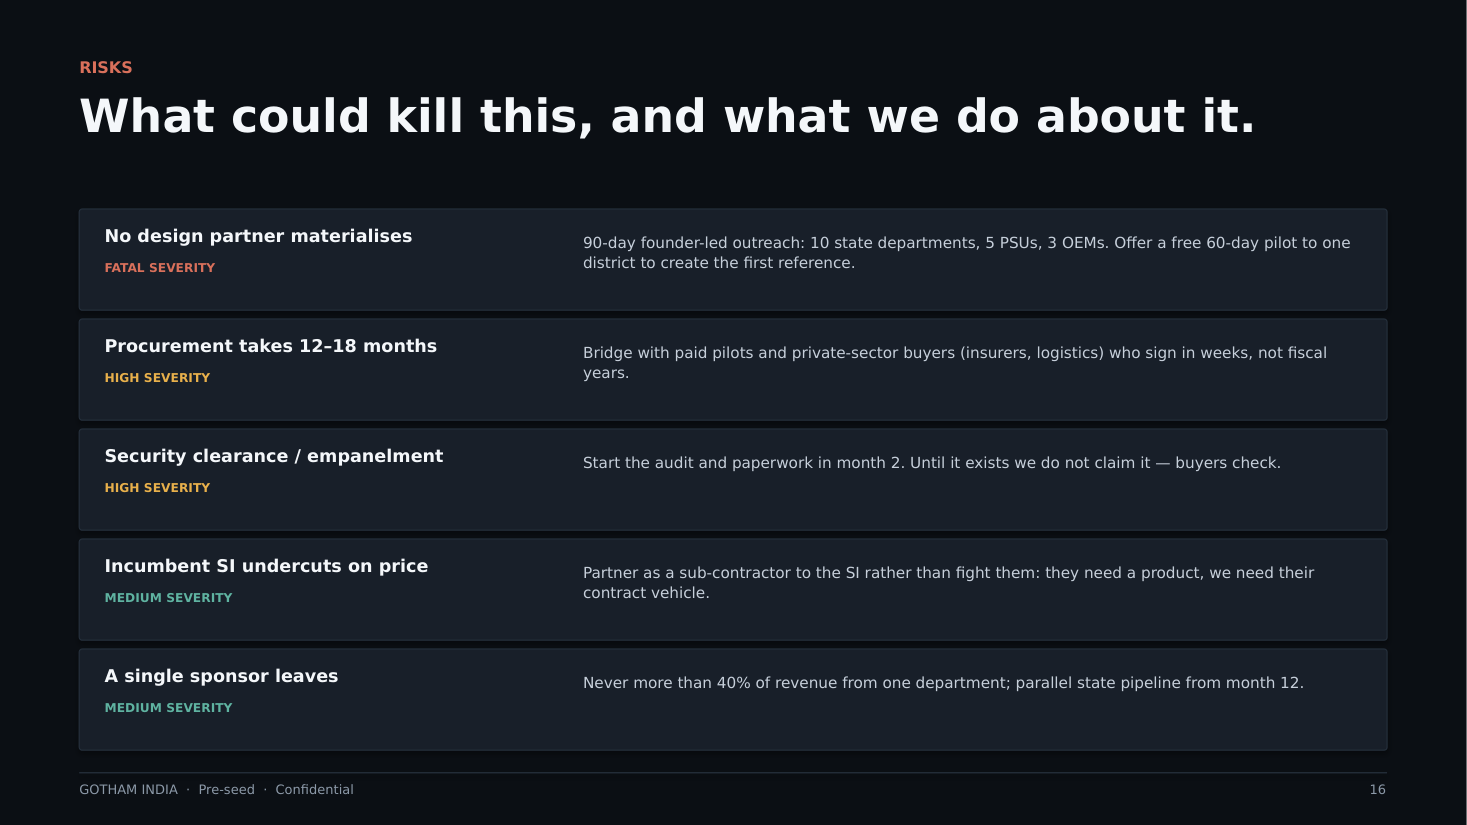 RISKS
What could kill this, and what we do about it.
No design partner materialises
FATAL SEVERITY
90-day founder-led outreach: 10 state departments, 5 PSUs, 3 OEMs. Offer a free 60-day pilot to one
district to create the first reference.
Procurement takes 12–18 months
HIGH SEVERITY
Bridge with paid pilots and private-sector buyers (insurers, logistics) who sign in weeks, not fiscal
years.
Security clearance / empanelment
HIGH SEVERITY
Start the audit and paperwork in month 2. Until it exists we do not claim it — buyers check.
Incumbent SI undercuts on price
MEDIUM SEVERITY
Partner as a sub-contractor to the SI rather than fight them: they need a product, we need their
contract vehicle.
A single sponsor leaves
MEDIUM SEVERITY
Never more than 40% of revenue from one department; parallel state pipeline from month 12.
GOTHAM INDIA · Pre-seed · Confidential
16